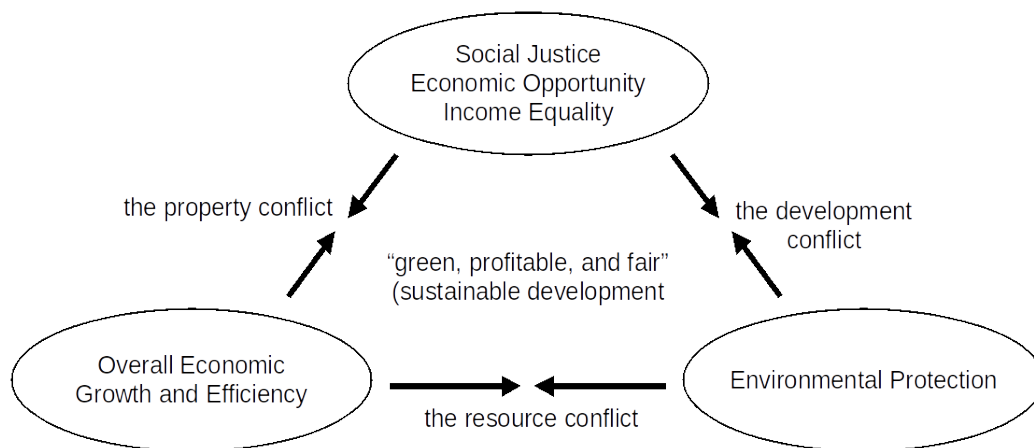 Social Justice
Economic Opportunity
Income Equality
the property conflict
the development
conflict
“green, profitable, and fair”
(sustainable development
Overall Economic
Growth and Efficiency
Environmental Protection
the resource conflict